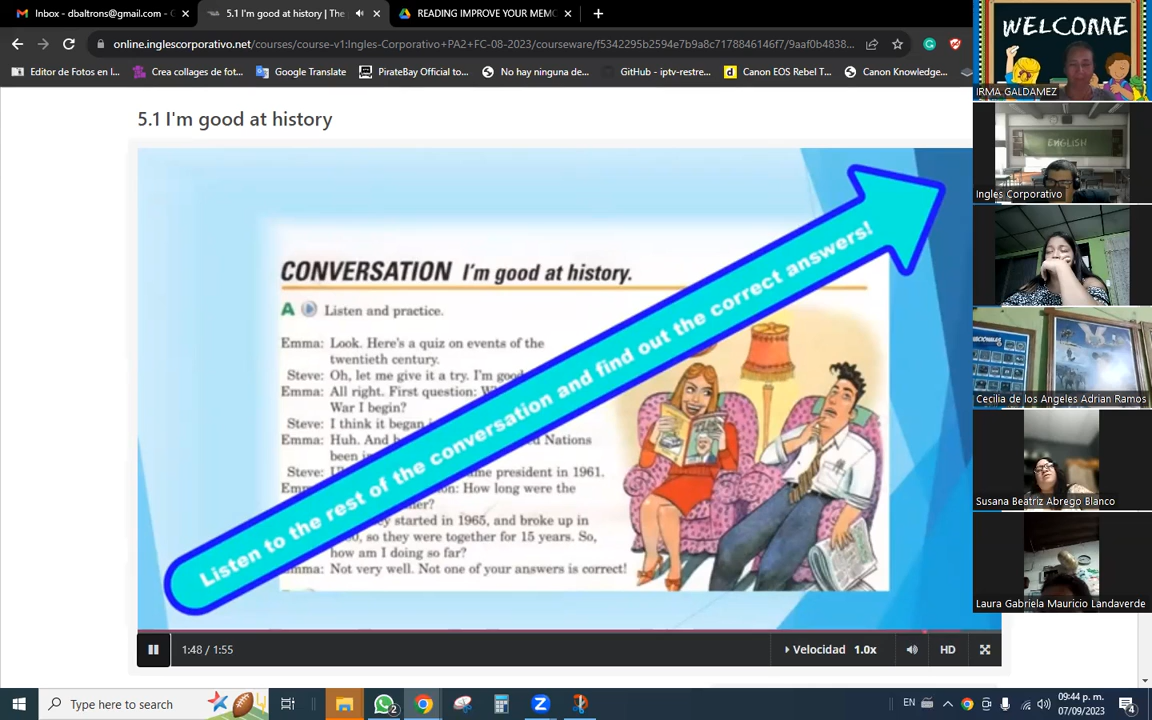 Inbox - dbaltrons@gmail.com -
5.1 I'm good at history | The
READING IMPROVE YOUR MEM
online.inglescorporativo.net/courses/course-v1:Ingles-Corporativo+PA2+FC-08-2023/courseware/f5342295b2594e7b9a8c7178846146f7/9aaf0b4838...
Editor de Fotos en l...
Crea collages de fot...
Google Translate
PirateBay Official to...
No hay ninguna de...
GitHub - iptv-restre...
Canon EOS Rebel T...
Canon Knowledge...
5.1 I'm good at history
CONVERSATION I'm good at history.
A Listen and practice.
Emma: Look. Here's a quiz on events of the
twentieth century.
Steve: Oh, let me give it a try. I'm good
Emma: All right. First question:
War I begin?
Steve: I think it began
Emma: Huh. And Nations
been
Steve: president in 1961.
How long were the
started in 1965, and broke up in
so they were together for 15 years. So,
how am I doing so far?
Emma: Not very well. Not one of your answers is correct!
Listen to the rest of the conversation and find out the correct answers!
1:48 / 1:55
Velocidad 1.0x
HD
WELCOME
IRMA GALDAMEZ
ENGLISH
Ingles Corporativo
Cecilia de los Angeles Adrian Ramos
Susana Beatriz Abrego Blanco
Laura Gabriela Mauricio Landaverde
Type here to search
2
EN
09:44 p. m.
07/09/2023
4